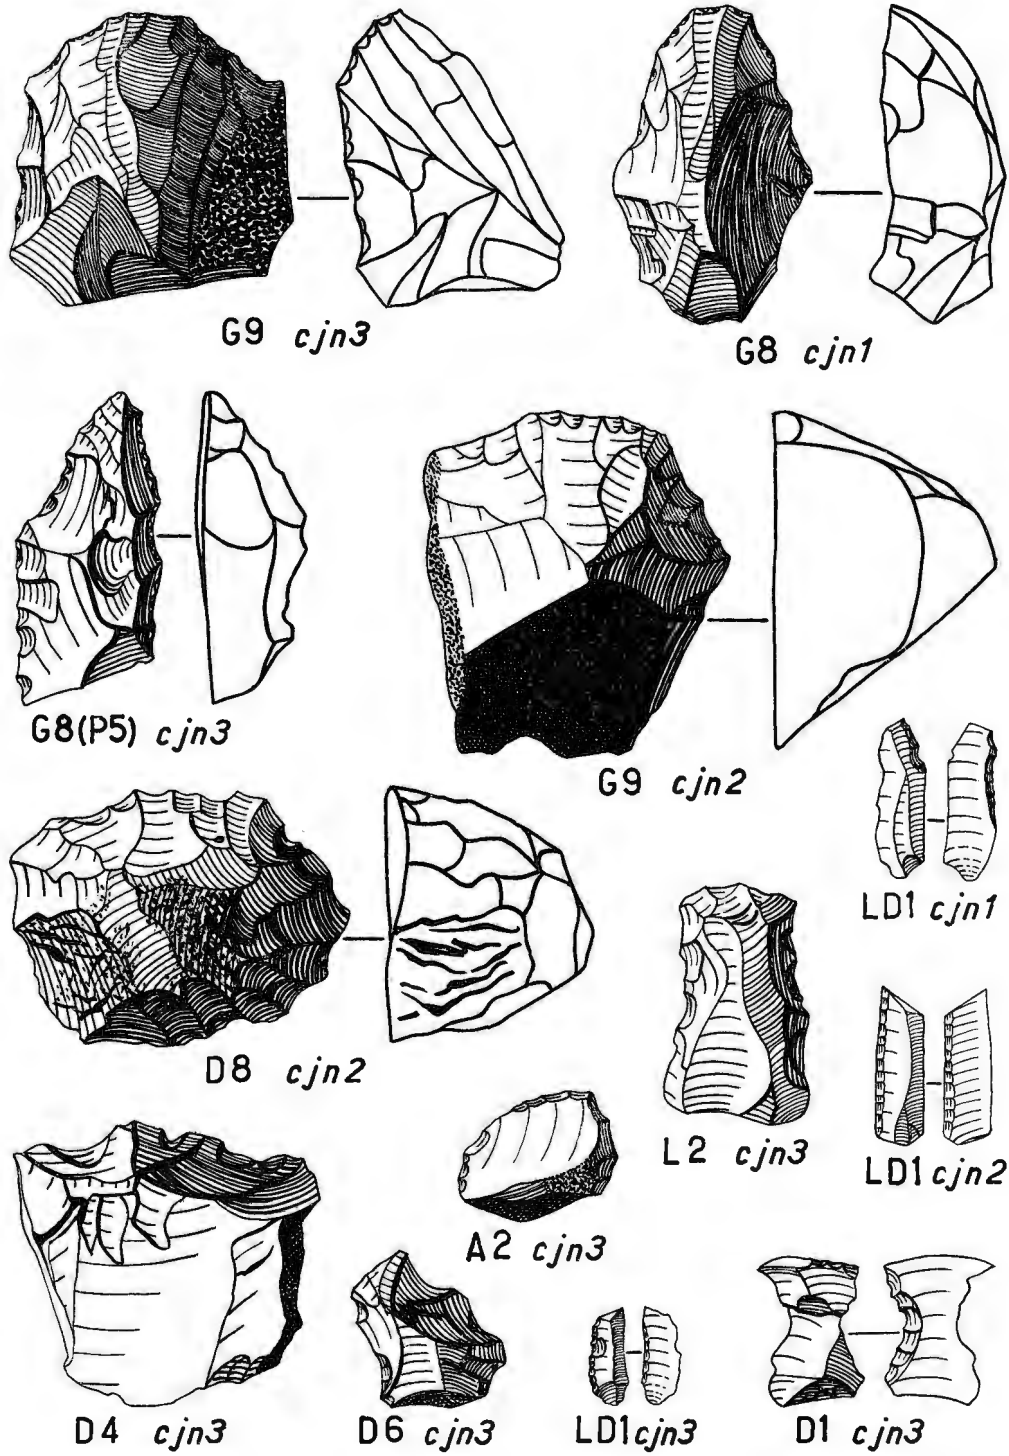 G9 cjn3
G8 cjn1
G8(P5) cjn3
G9 cjn2
LD1 cjn1
D8 cjn2
L2 cjn3
LD1 cjn2
A2 cjn3
D4 cjn3
D6 cjn3
LD1 cjn3
D1 cjn3